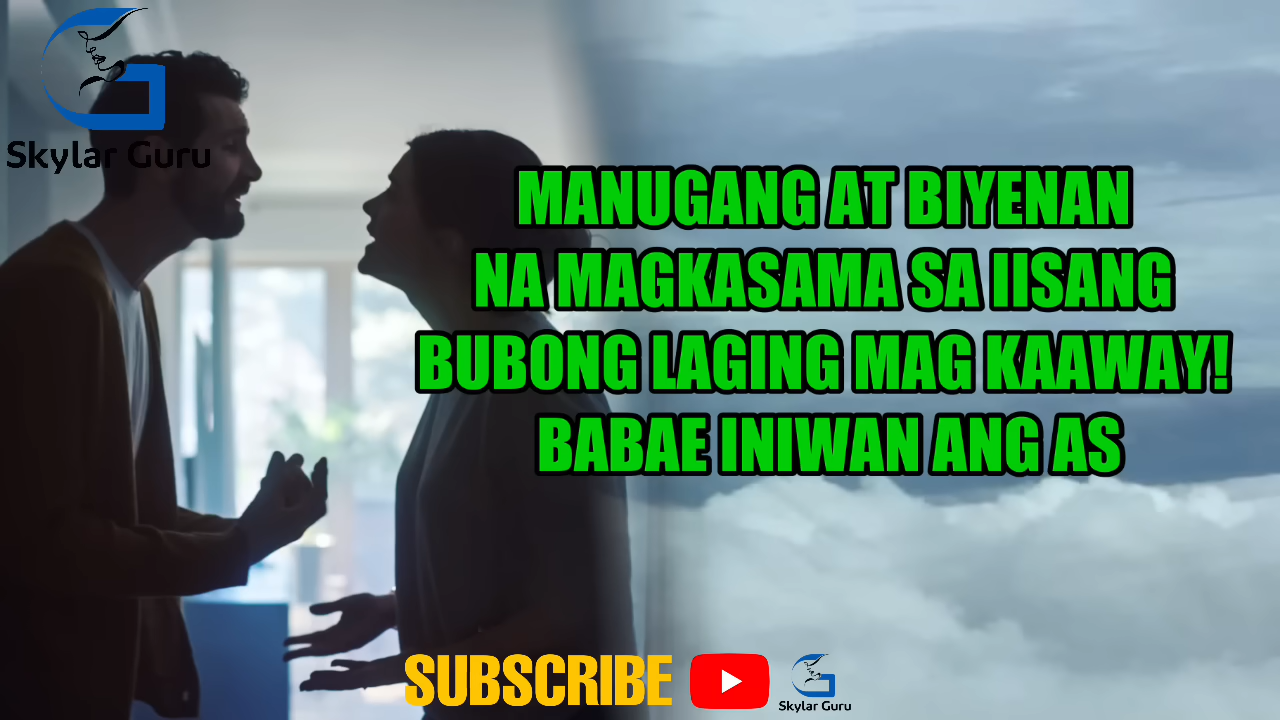 Skylar Guru
MANUGANG AT BIYENAN
NA MAGKASAMA SA IISANG
BUBONG LAGING MAG KAAWAY!
BABAE INIWAN ANG AS
SUBSCRIBE
Skylar Guru